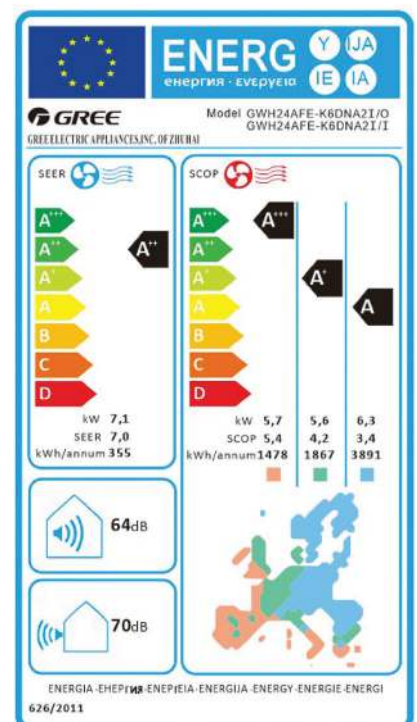 ENERG
енергия · ενεργεια
Y IJA
IE IA
GREE
GREE ELECTRIC APPLIANCES,INC. OF ZHUHAI
Model GWH24AFE-K6DNA2I/O
GWH24AFE-K6DNA2I/I
SEER
A+++
A++
A+
A
B
C
D
A++
kW 7,1
SEER 7,0
kWh/annum 355
SCOP
A+++
A++
A+
A
B
C
D
A+++
A+
A
kW 5,7 5,6 6,3
SCOP 5,4 4,2 3,4
kWh/annum 1478 1867 3891
64dB
70dB
ENERGIA ·ЕНЕРГИЯ ·ΕΝΕΡΓΕΙΑ ·ENERGIJA ·ENERGY ·ENERGIE ·ENERGI
626/2011